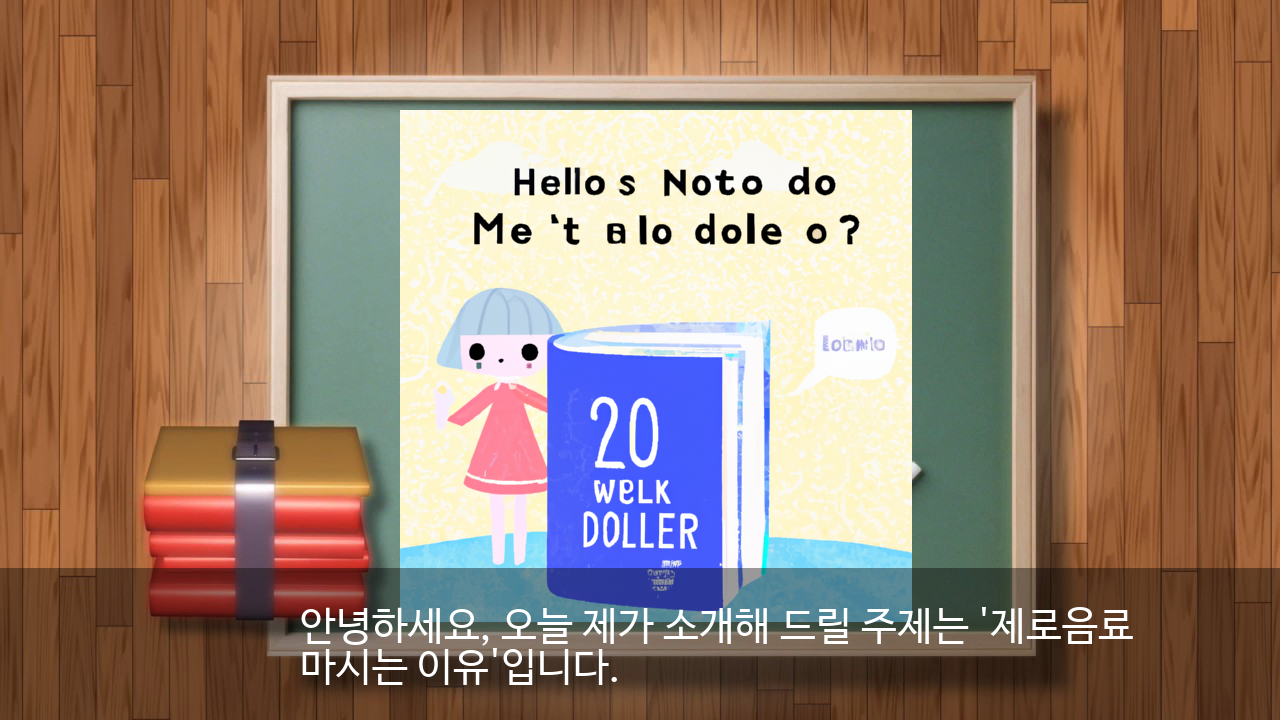 Hello s Noto do
Me 't a lo dole o?
20
WELK
DOLLER
안녕하세요, 오늘 제가 소개해 드릴 주제는 '제로음료
마시는 이유'입니다.